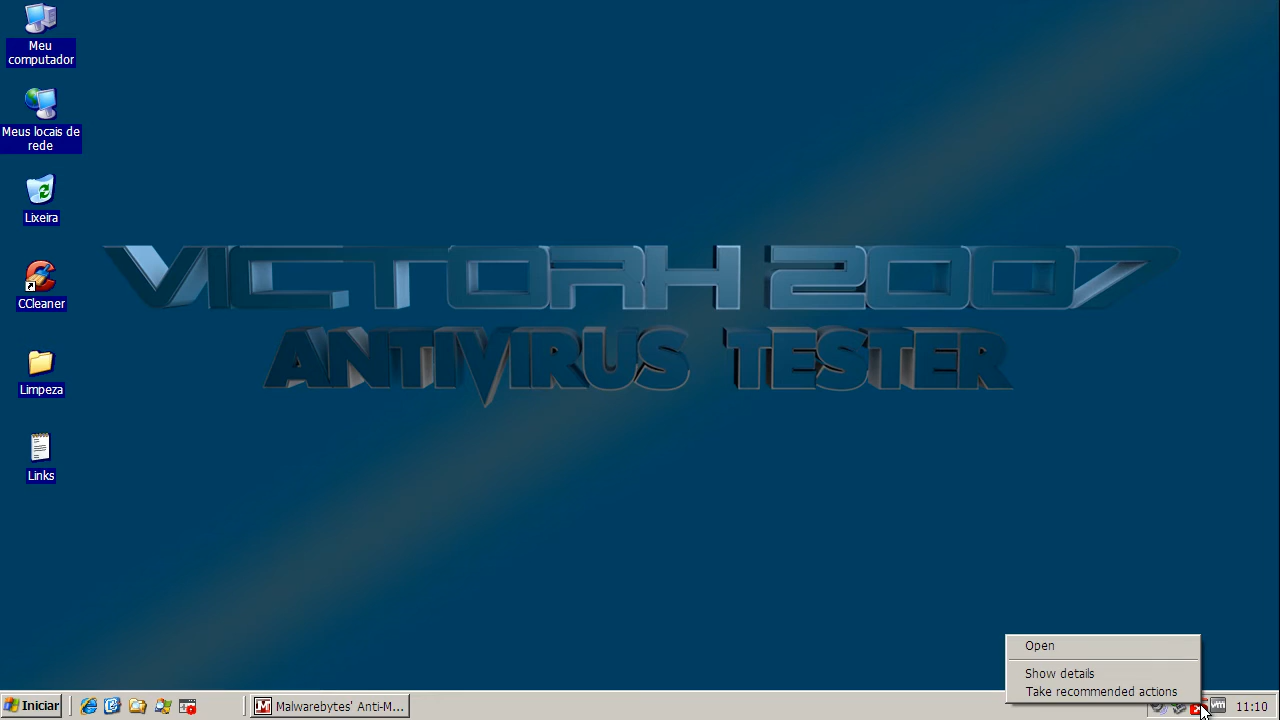 Meu
computador
Meus locais de
rede
Lixeira
CCleaner
Limpeza
Links
VICTORH 2007
ANTIVIRUS TESTER
Open
Show details
Take recommended actions
Iniciar
Malwarebytes' Anti-M...
vm
11:10